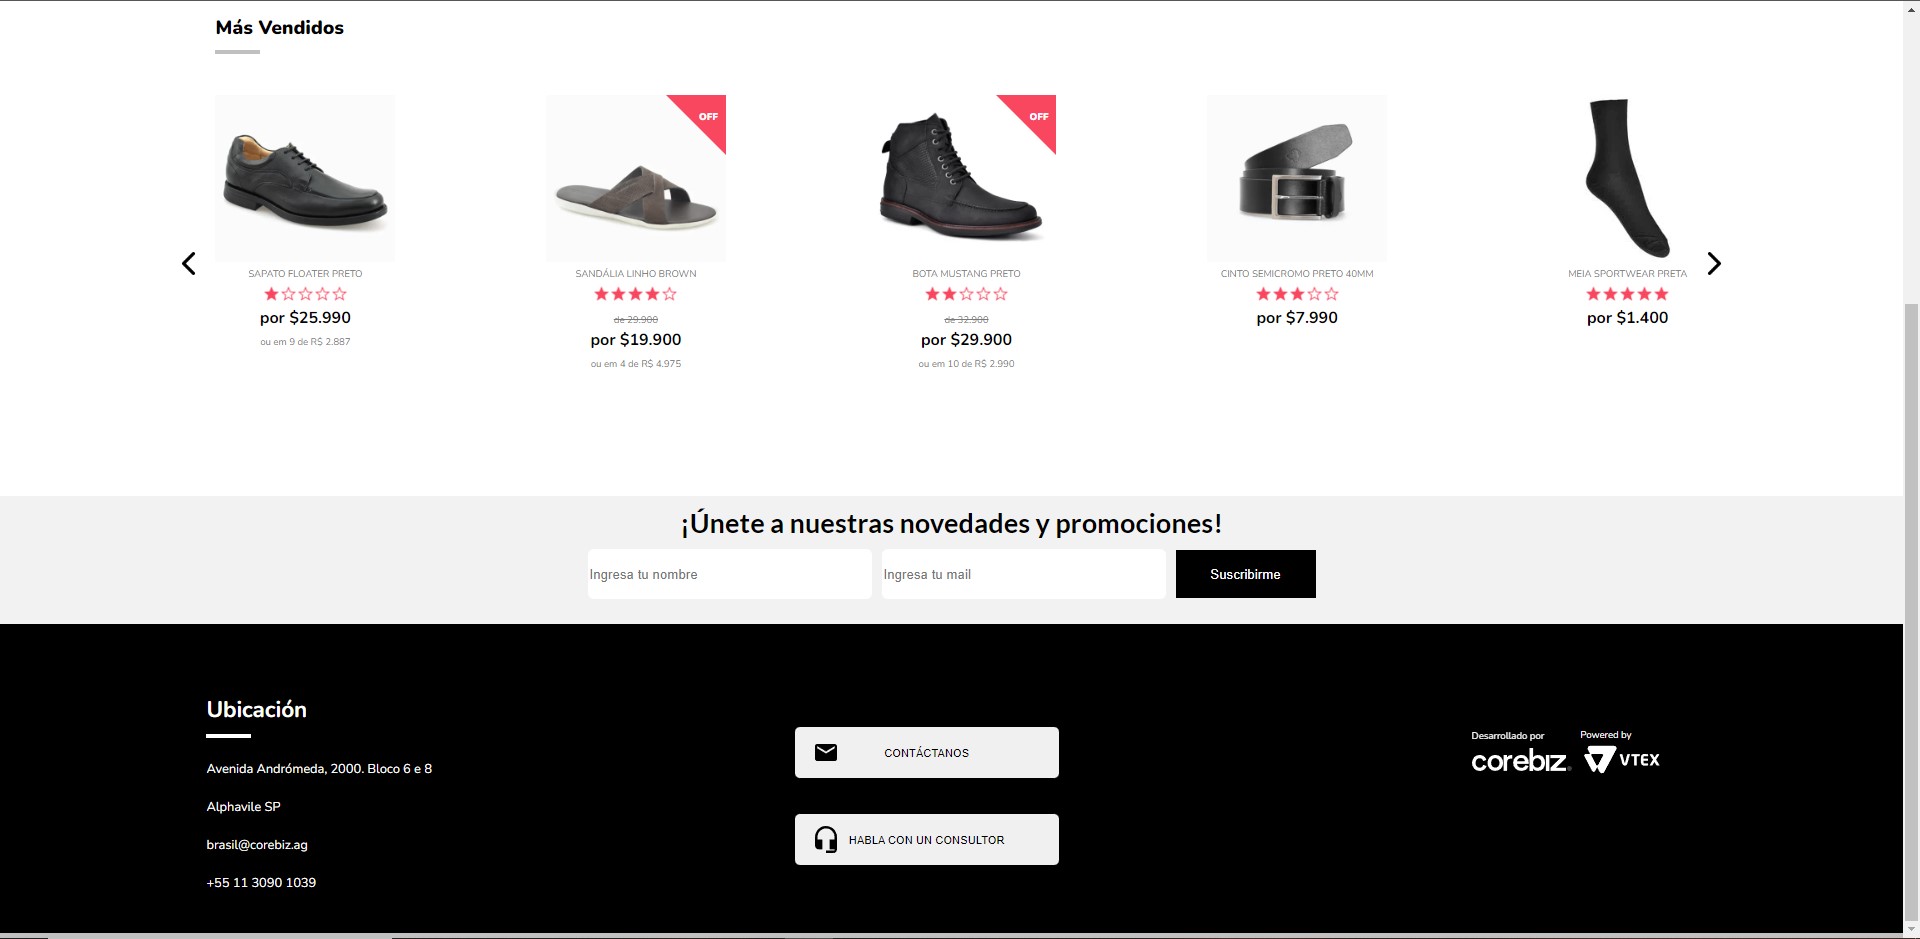 Más Vendidos
OFF
OFF
SAPATO FLOATER PRETO
por $25.990
ou em 9 de R$ 2.887
SANDÁLIA LINHO BROWN
de 29.900
por $19.900
ou em 4 de R$ 4.975
BOTA MUSTANG PRETO
de 32.900
por $29.900
ou em 10 de R$ 2.990
CINTO SEMICROMO PRETO 40MM
por $7.990
MEIA SPORTWEAR PRETA
por $1.400
¡Únete a nuestras novedades y promociones!
Ingresa tu nombre
Ingresa tu mail
Suscribirme
Ubicación
Avenida Andrómeda, 2000. Bloco 6 e 8
Alphavile SP
brasil@corebiz.ag
+55 11 3090 1039
CONTÁCTANOS
HABLA CON UN CONSULTOR
Desarrollado por
corebiz
Powered by
VTEX